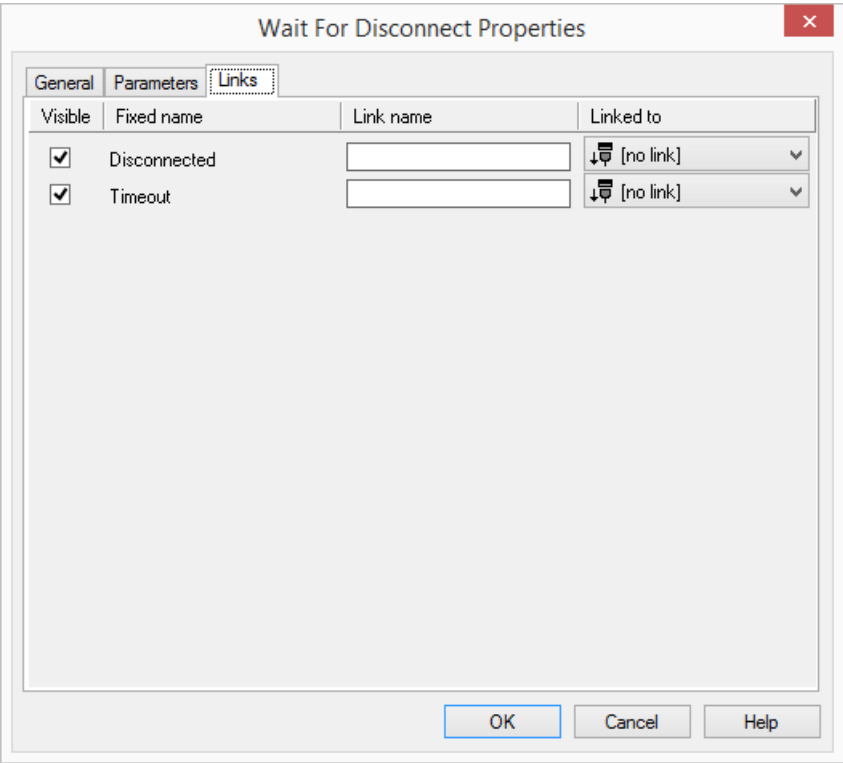 Wait For Disconnect Properties
General Parameters Links
Visible Fixed name Link name Linked to
Disconnected [no link]
Timeout [no link]
OK Cancel Help